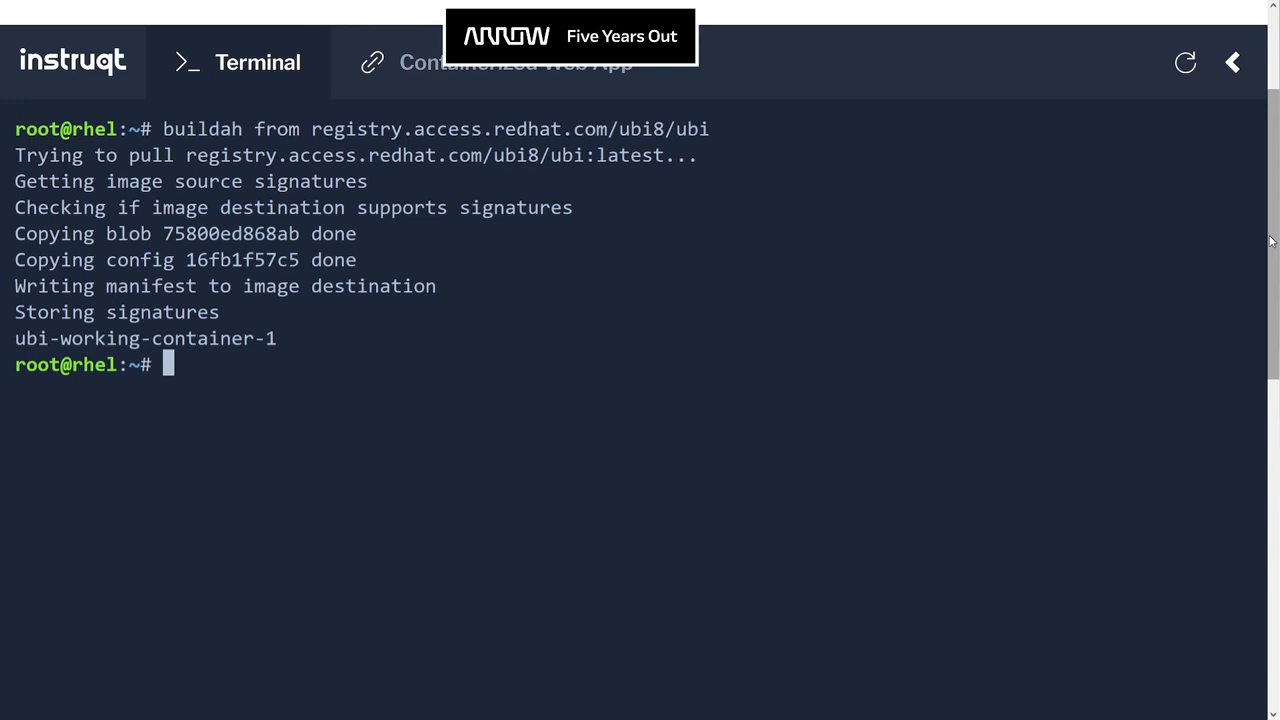 ARROW Five Years Out
instruqt >_ Terminal Containerized Web App
root@rhel:~# buildah from registry.access.redhat.com/ubi8/ubi
Trying to pull registry.access.redhat.com/ubi8/ubi:latest...
Getting image source signatures
Checking if image destination supports signatures
Copying blob 75800ed868ab done
Copying config 16fb1f57c5 done
Writing manifest to image destination
Storing signatures
ubi-working-container-1
root@rhel:~#